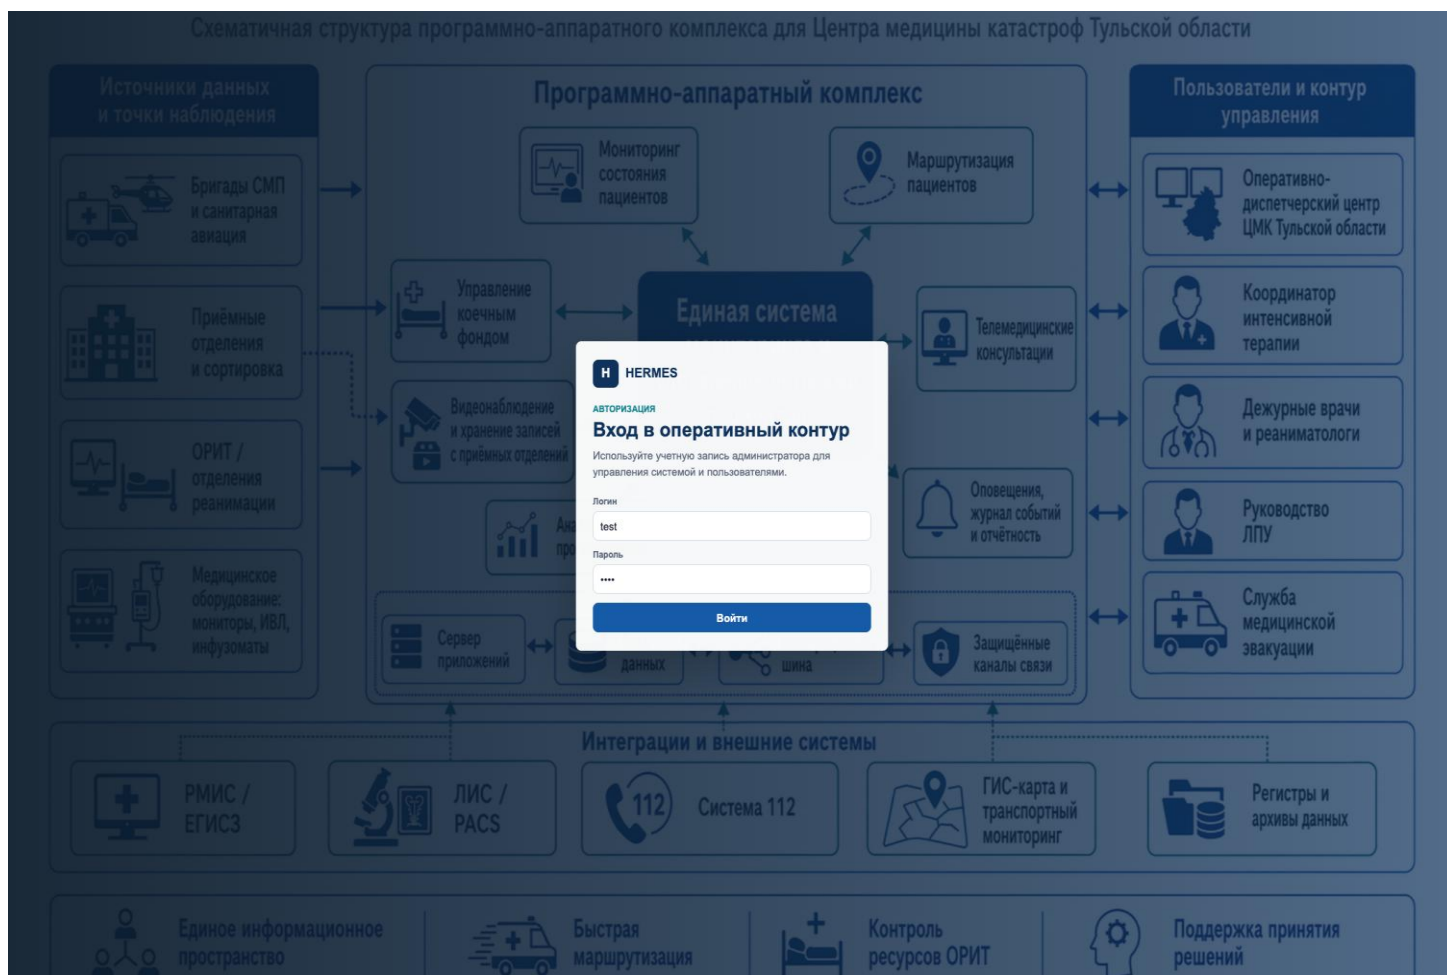 Схематичная структура программно-аппаратного комплекса для Центра медицины катастроф Тульской области
Источники данных
и точки наблюдения
Бригады СМП
и санитарная
авиация
Приёмные
отделения
и сортировка
ОРИТ /
отделения
реанимации
Медицинское
оборудование:
мониторы, ИВЛ,
инфузоматы
Программно-аппаратный комплекс
Мониторинг
состояния
пациентов
Маршрутизация
пациентов
Управление
коечным
фондом
Единая система
Телемедицинские
консультации
Видеонаблюдение
и хранение записей
с приёмных отделений
Оповещения,
журнал событий
и отчётность
Сервер
приложений
данных
шина
Защищённые
каналы связи
H HERMES
АВТОРИЗАЦИЯ
Вход в оперативный контур
Используйте учетную запись администратора для
управления системой и пользователями.
Логин
test
Пароль
••••
Войти
Пользователи и контур
управления
Оперативно-
диспетчерский центр
ЦМК Тульской области
Координатор
интенсивной
терапии
Дежурные врачи
и реаниматологи
Руководство
ЛПУ
Служба
медицинской
эвакуации
Интеграции и внешние системы
РМИС /
ЕГИСЗ
ЛИС /
PACS
112
Система 112
ГИС-карта и
транспортный
мониторинг
Регистры и
архивы данных
Единое информационное
пространство
Быстрая
маршрутизация
Контроль
ресурсов ОРИТ
Поддержка принятия
решений